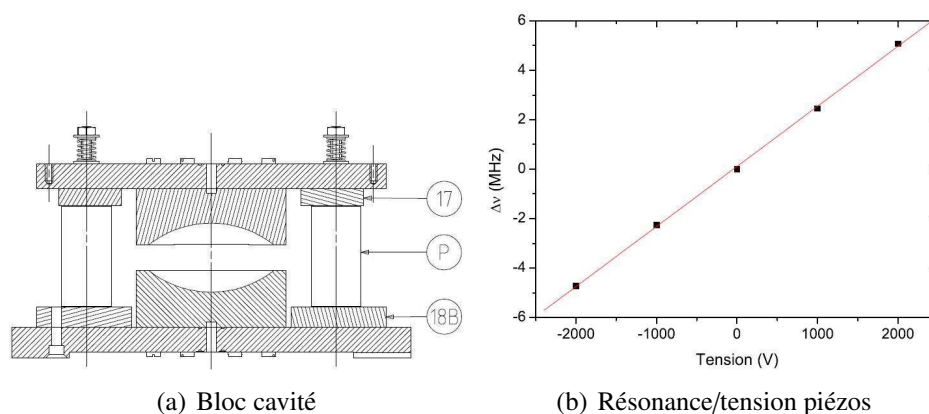 17
P
18B
(a) Bloc cavité
6
4
2
0
-2
-4
-6
Δν (MHz)
-2000 -1000 0 1000 2000
Tension (V)
(b) Résonance/tension piézos